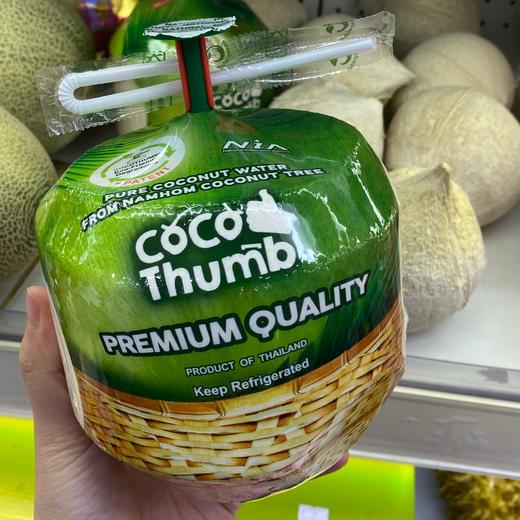 NIA
PATENT
PURE COCONUT WATER
FROM NAMHOM COCONUT TREE
COCO
Thumb
PREMIUM QUALITY
PRODUCT OF THAILAND
Keep Refrigerated